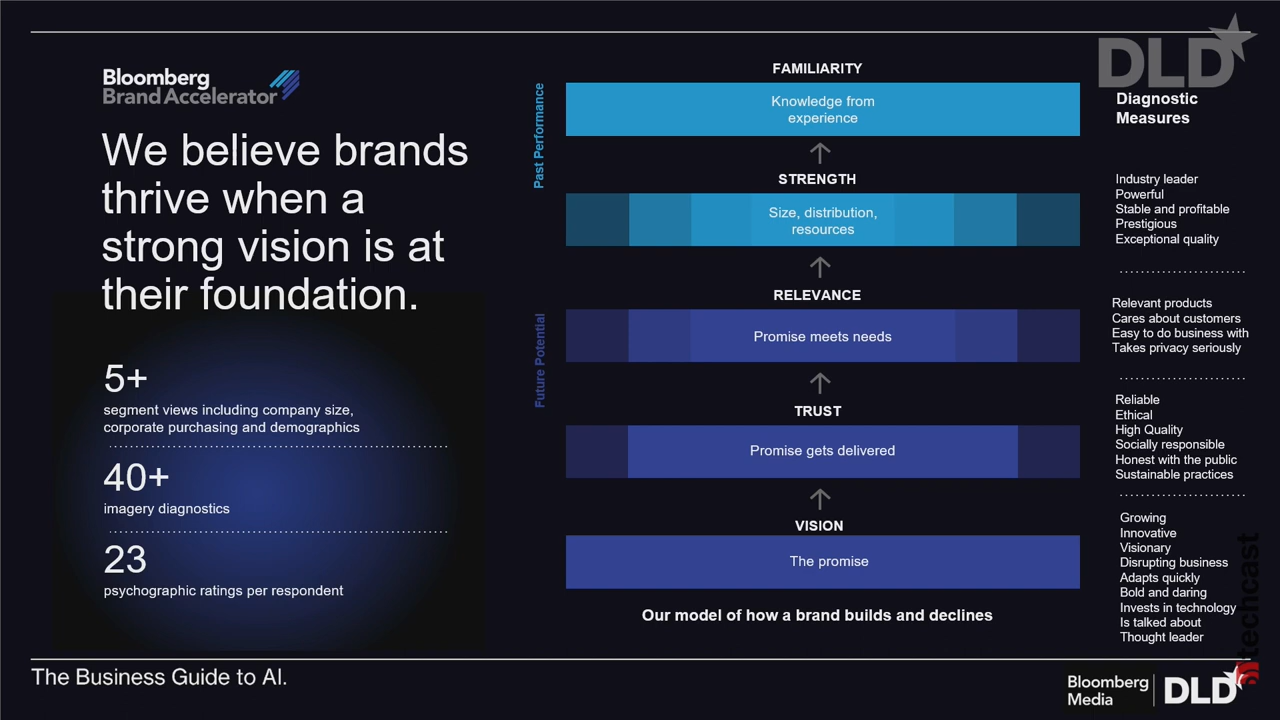 DLD
Bloomberg
Brand Accelerator
We believe brands
thrive when a
strong vision is at
their foundation.
5+
segment views including company size,
corporate purchasing and demographics
40+
imagery diagnostics
23
psychographic ratings per respondent
Past Performance
Future Potential
FAMILIARITY
Knowledge from
experience
STRENGTH
Size, distribution,
resources
RELEVANCE
Promise meets needs
TRUST
Promise gets delivered
VISION
The promise
Our model of how a brand builds and declines
Diagnostic
Measures
Industry leader
Powerful
Stable and profitable
Prestigious
Exceptional quality
Relevant products
Cares about customers
Easy to do business with
Takes privacy seriously
Reliable
Ethical
High Quality
Socially responsible
Honest with the public
Sustainable practices
Growing
Innovative
Visionary
Disrupting business
Adapts quickly
Bold and daring
Invests in technology
Is talked about
Thought leader
techcast
The Business Guide to AI.
Bloomberg
Media
DLD